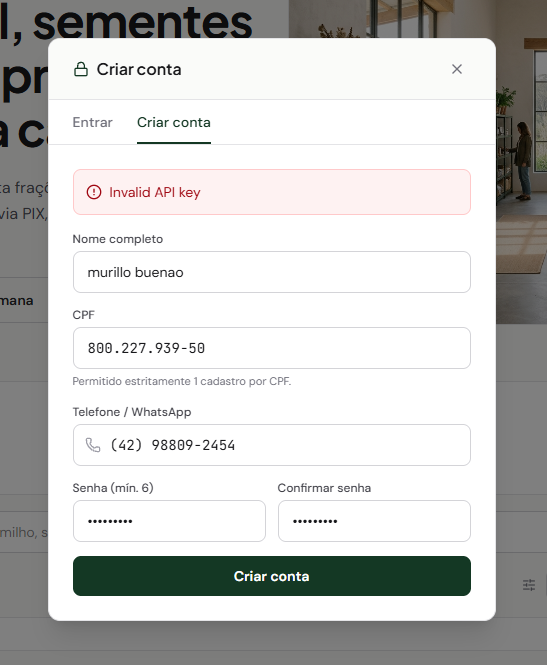 l, sementes
pr
a c
ta fraçõ
via PIX,
mana
milho, s
Criar conta
Entrar
Criar conta
Invalid API key
Nome completo
murillo buenao
CPF
800.227.939-50
Permitido estritamente 1 cadastro por CPF.
Telefone / WhatsApp
(42) 98809-2454
Senha (mín. 6)
Confirmar senha
•••••••••
•••••••••
Criar conta